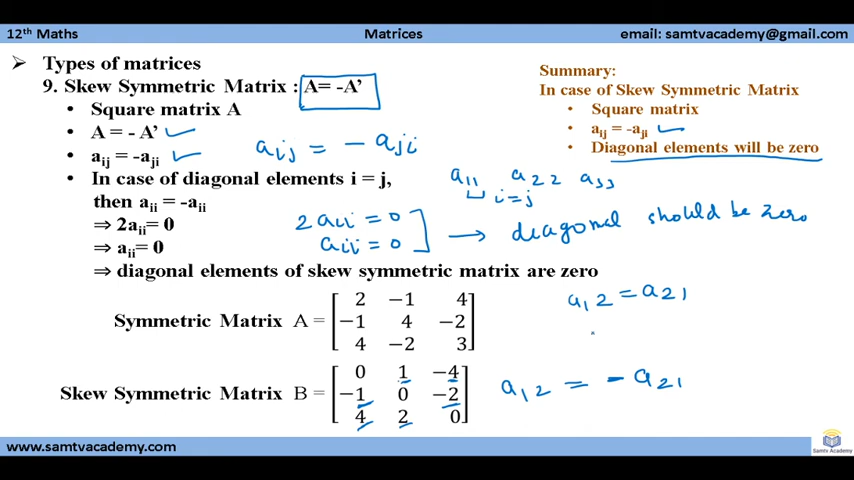 12th Maths Matrices email: samtvacademy@gmail.com
➢ Types of matrices
9. Skew Symmetric Matrix : A= -A’
• Square matrix A
• A = - A’
• aij = -aji
aij = - aji
• In case of diagonal elements i = j,
then aii = -aii
⇒ 2aii = 0
⇒ aii= 0
⇒ diagonal elements of skew symmetric matrix are zero
Summary:
In case of Skew Symmetric Matrix
• Square matrix
• aij = -aji
• Diagonal elements will be zero
a11 a22 a33
i=j
2aii = 0
aii = 0
→ diagonal should be zero
Symmetric Matrix A =
2 −1 4
−1 4 −2
4 −2 3
a12 = a21
Skew Symmetric Matrix B =
0 1 −4
−1 0 −2
4 2 0
a12 = - a21
www.samtvacademy.com
Samtv Academy